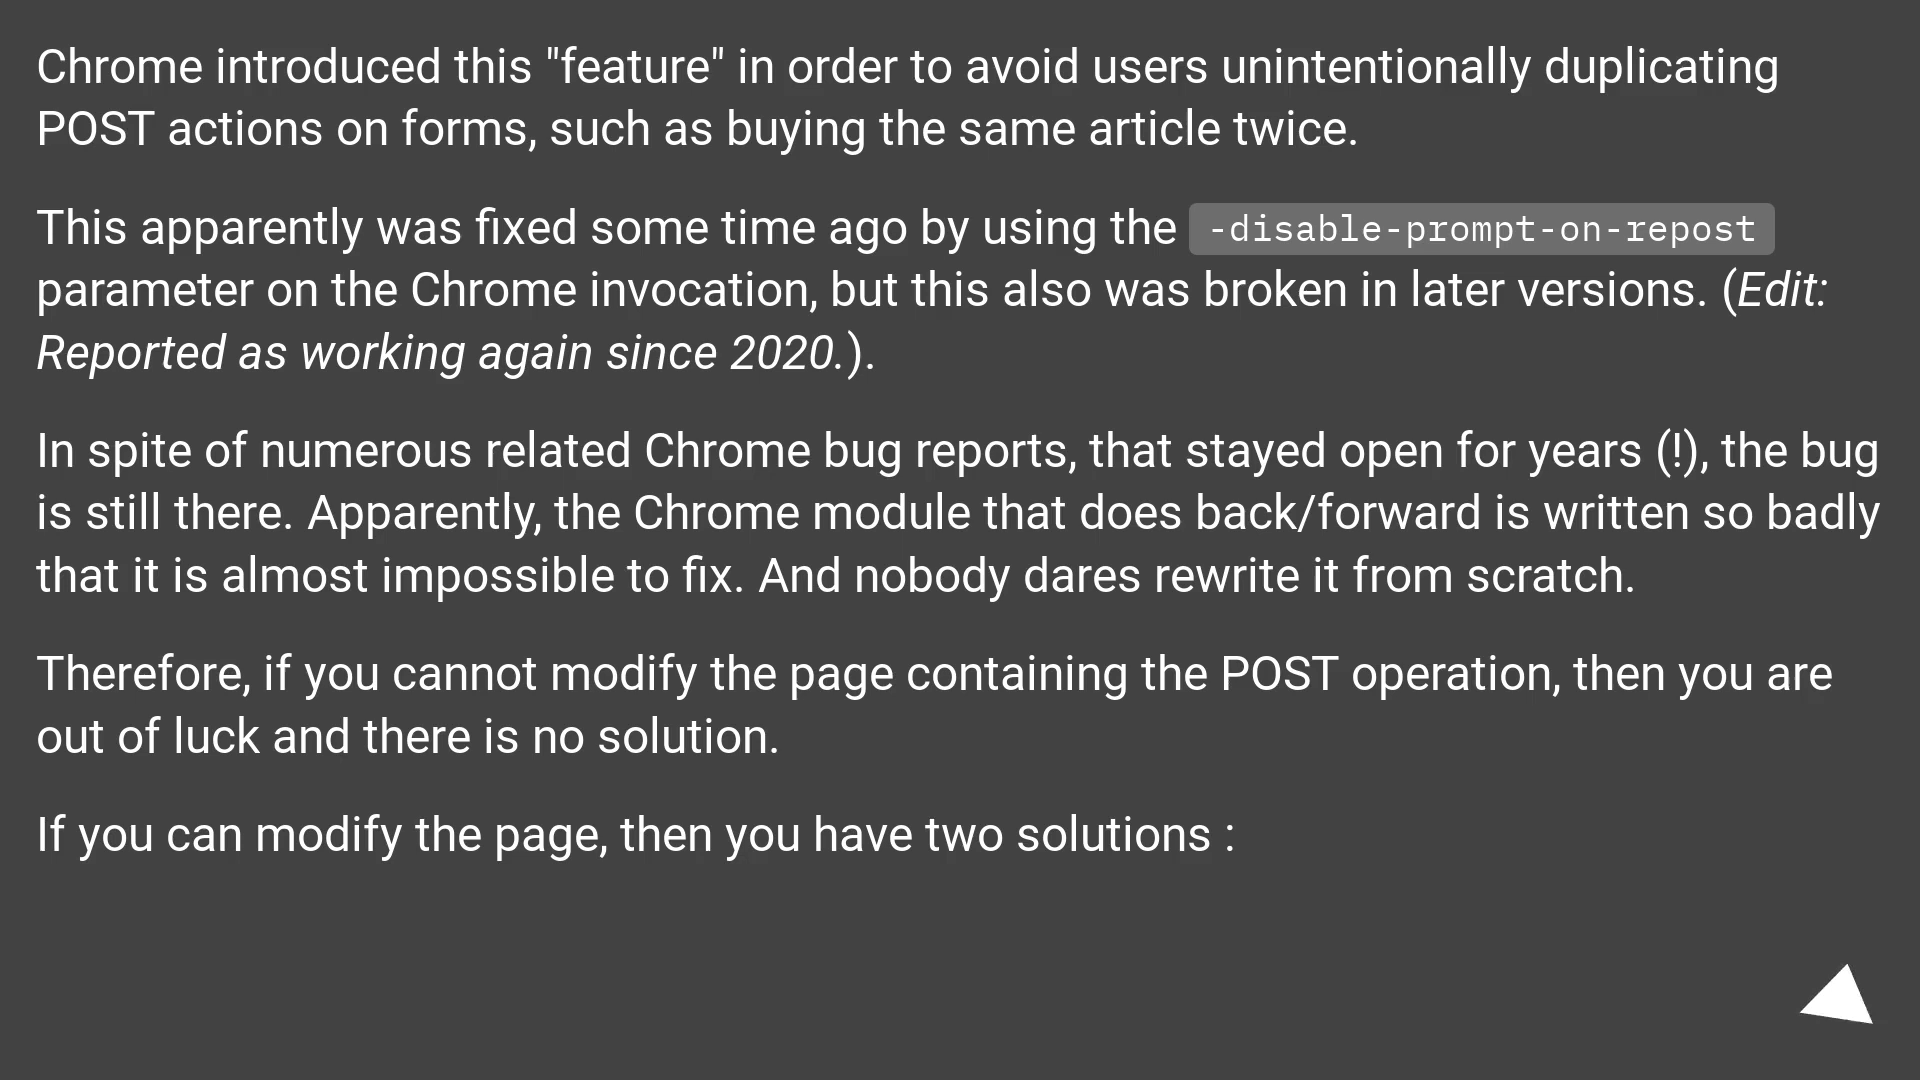 Chrome introduced this "feature" in order to avoid users unintentionally duplicating
POST actions on forms, such as buying the same article twice.
This apparently was fixed some time ago by using the -disable-prompt-on-repost
parameter on the Chrome invocation, but this also was broken in later versions. (Edit:
Reported as working again since 2020.).
In spite of numerous related Chrome bug reports, that stayed open for years (!), the bug
is still there. Apparently, the Chrome module that does back/forward is written so badly
that it is almost impossible to fix. And nobody dares rewrite it from scratch.
Therefore, if you cannot modify the page containing the POST operation, then you are
out of luck and there is no solution.
If you can modify the page, then you have two solutions :